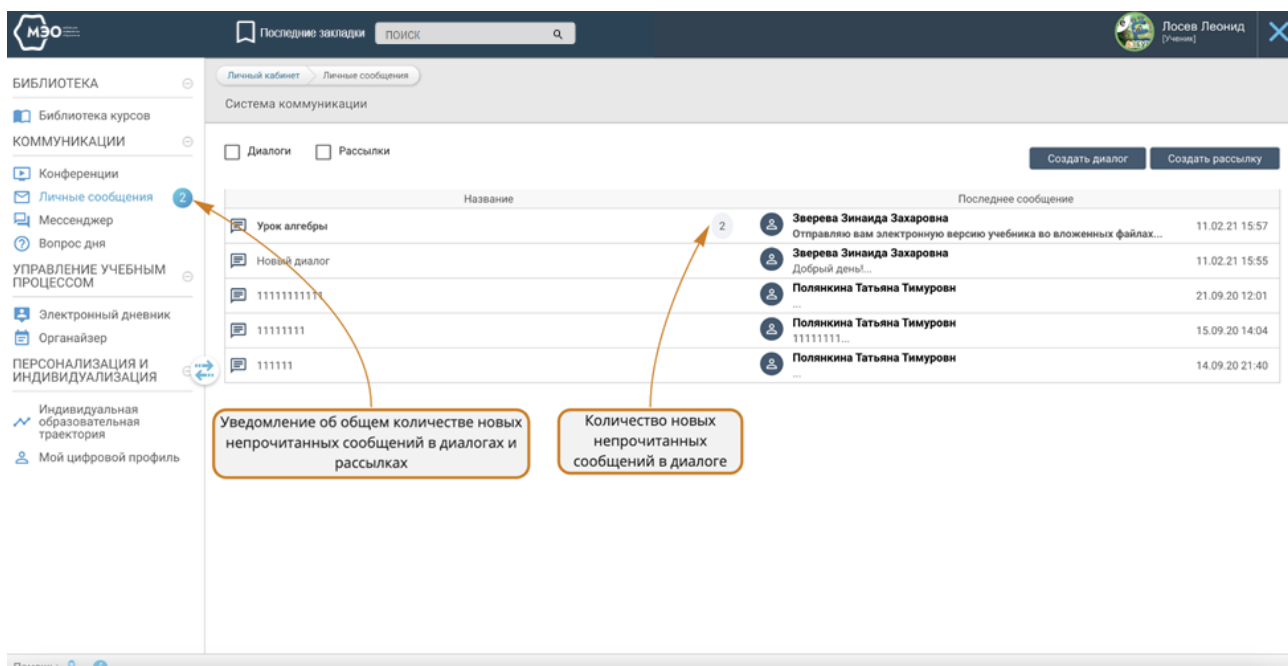 МЭО
Последние закладки
ПОИСК
Лосев Леонид
[Ученик]
БИБЛИОТЕКА
Библиотека курсов
КОММУНИКАЦИИ
Конференции
Личные сообщения 2
Мессенджер
Вопрос дня
УПРАВЛЕНИЕ УЧЕБНЫМ
ПРОЦЕССОМ
Электронный дневник
Органайзер
ПЕРСОНАЛИЗАЦИЯ И
ИНДИВИДУАЛИЗАЦИЯ
Индивидуальная
образовательная
траектория
Мой цифровой профиль
Личный кабинет Личные сообщения
Система коммуникации
Диалоги Рассылки
Создать диалог Создать рассылку
Название Последнее сообщение
Урок алгебры 2 Зверева Зинаида Захаровна 11.02.21 15:57
Отправляю вам электронную версию учебника во вложенных файлах...
Новый диалог Зверева Зинаида Захаровна 11.02.21 15:55
Добрый день!...
11111111111 Полянкина Татьяна Тимуровн 21.09.20 12:01
...
11111111 Полянкина Татьяна Тимуровн 15.09.20 14:04
11111111...
111111 Полянкина Татьяна Тимуровн 14.09.20 21:40
...
Уведомление об общем количестве новых
непрочитанных сообщений в диалогах и
рассылках
Количество новых
непрочитанных
сообщений в диалоге